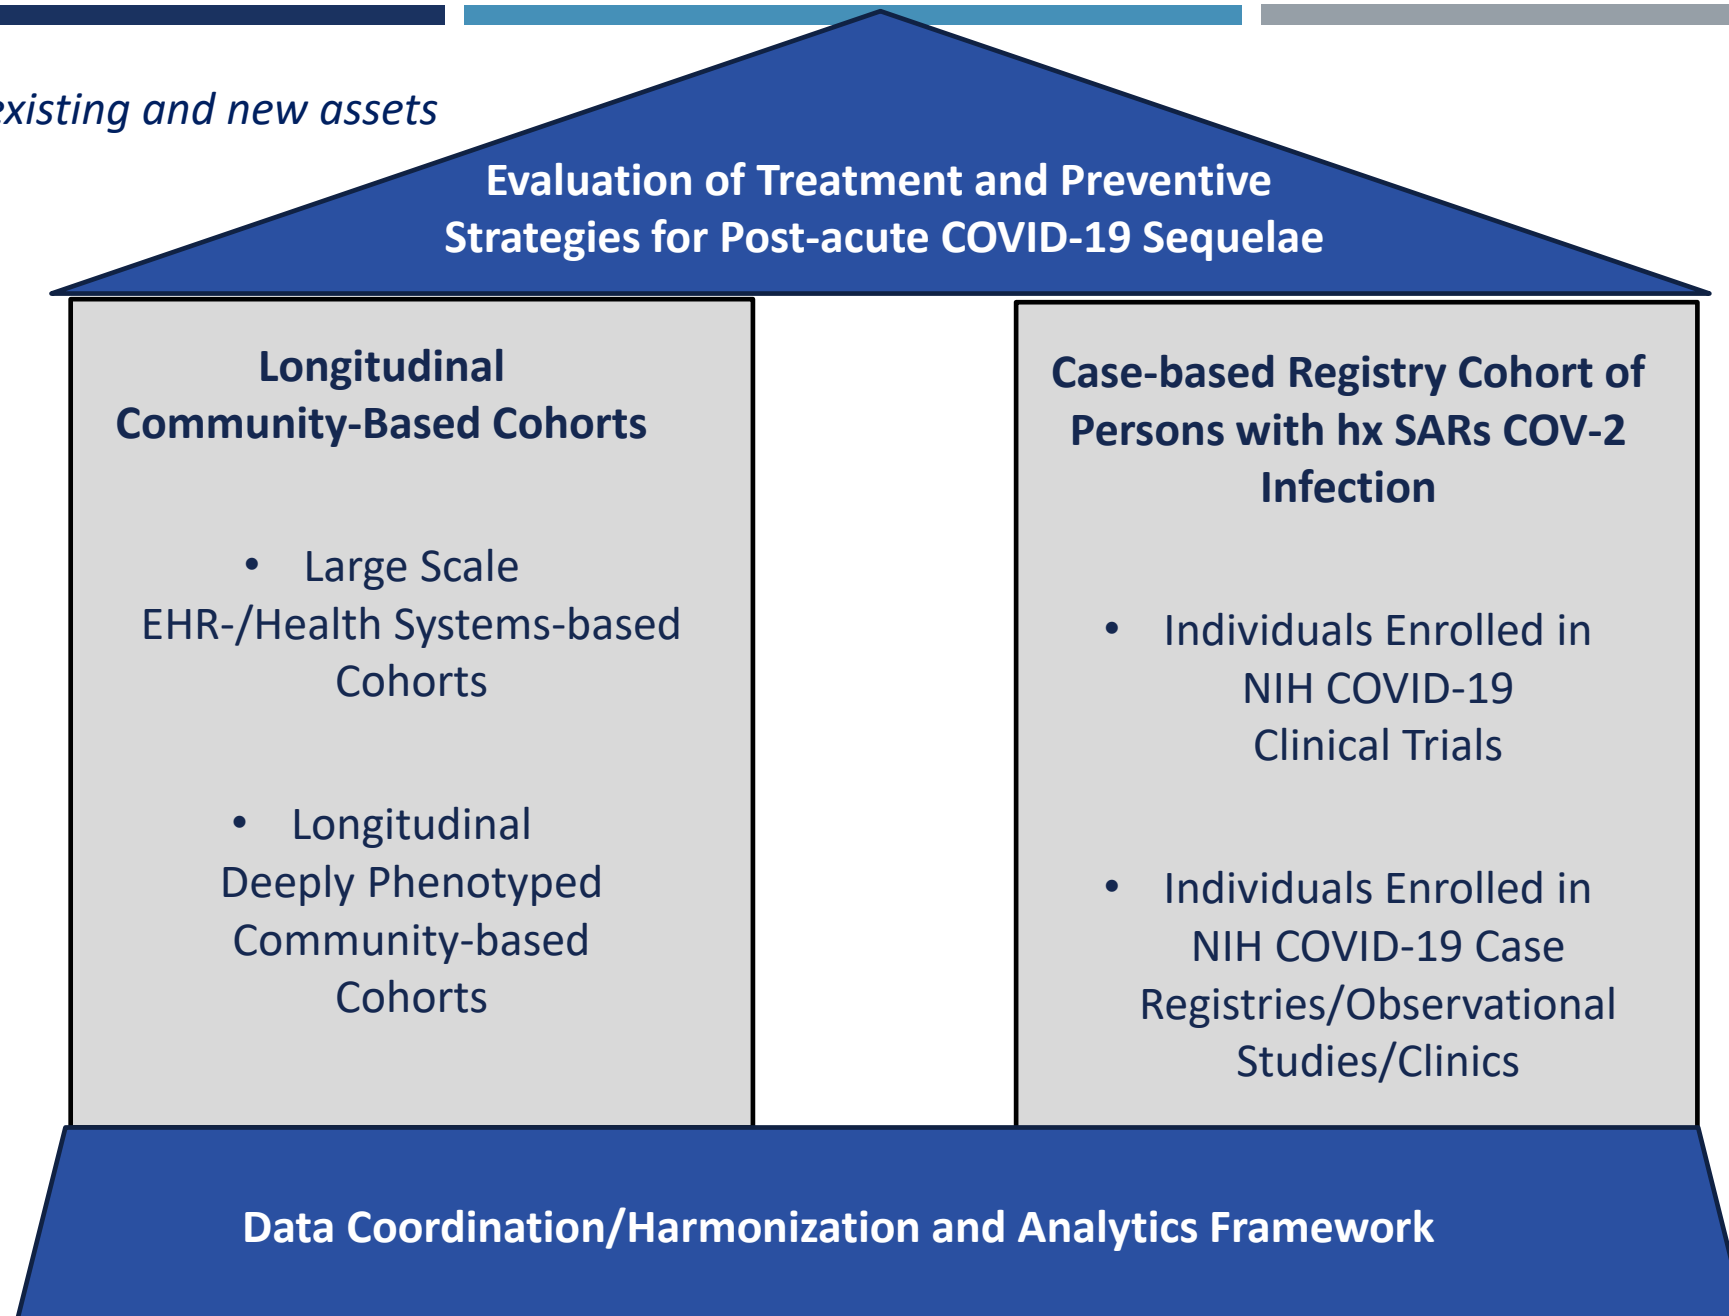 existing and new assets
Evaluation of Treatment and Preventive
Strategies for Post-acute COVID-19 Sequelae
Longitudinal
Community-Based Cohorts
• Large Scale
EHR-/Health Systems-based
Cohorts
• Longitudinal
Deeply Phenotyped
Community-based
Cohorts
Case-based Registry Cohort of
Persons with hx SARs COV-2
Infection
• Individuals Enrolled in
NIH COVID-19
Clinical Trials
• Individuals Enrolled in
NIH COVID-19 Case
Registries/Observational
Studies/Clinics
Data Coordination/Harmonization and Analytics Framework